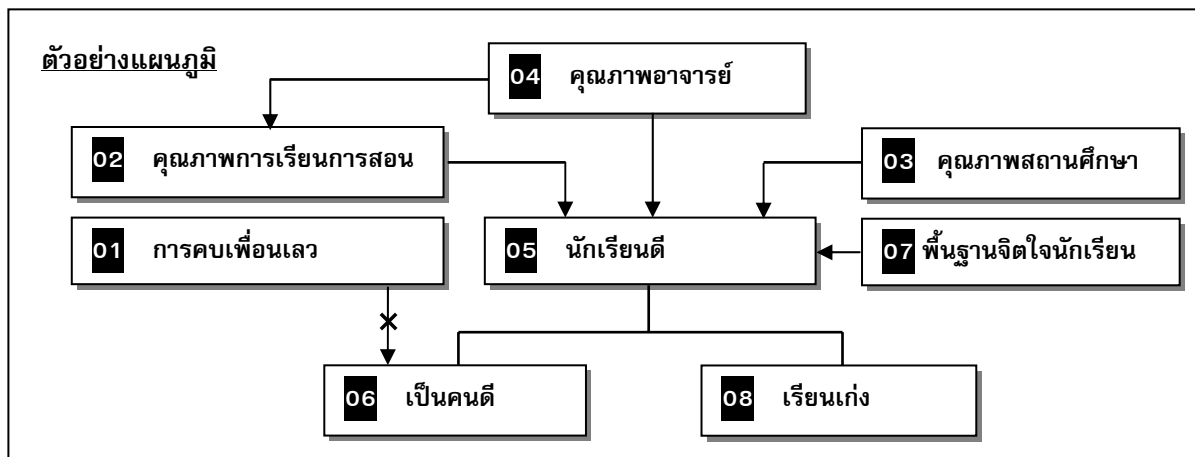 ตัวอย่างแผนภูมิ
04 คุณภาพอาจารย์
02 คุณภาพการเรียนการสอน
03 คุณภาพสถานศึกษา
01 การคบเพื่อนเลว
05 นักเรียนดี
07 พื้นฐานจิตใจนักเรียน
06 เป็นคนดี
08 เรียนเก่ง